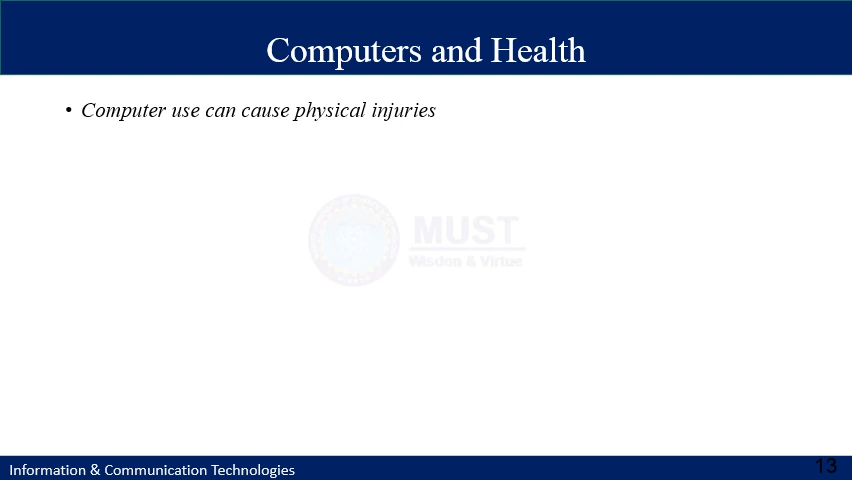 Computers and Health
• Computer use can cause physical injuries
MUST
Wisdom & Virtue
Information & Communication Technologies
13